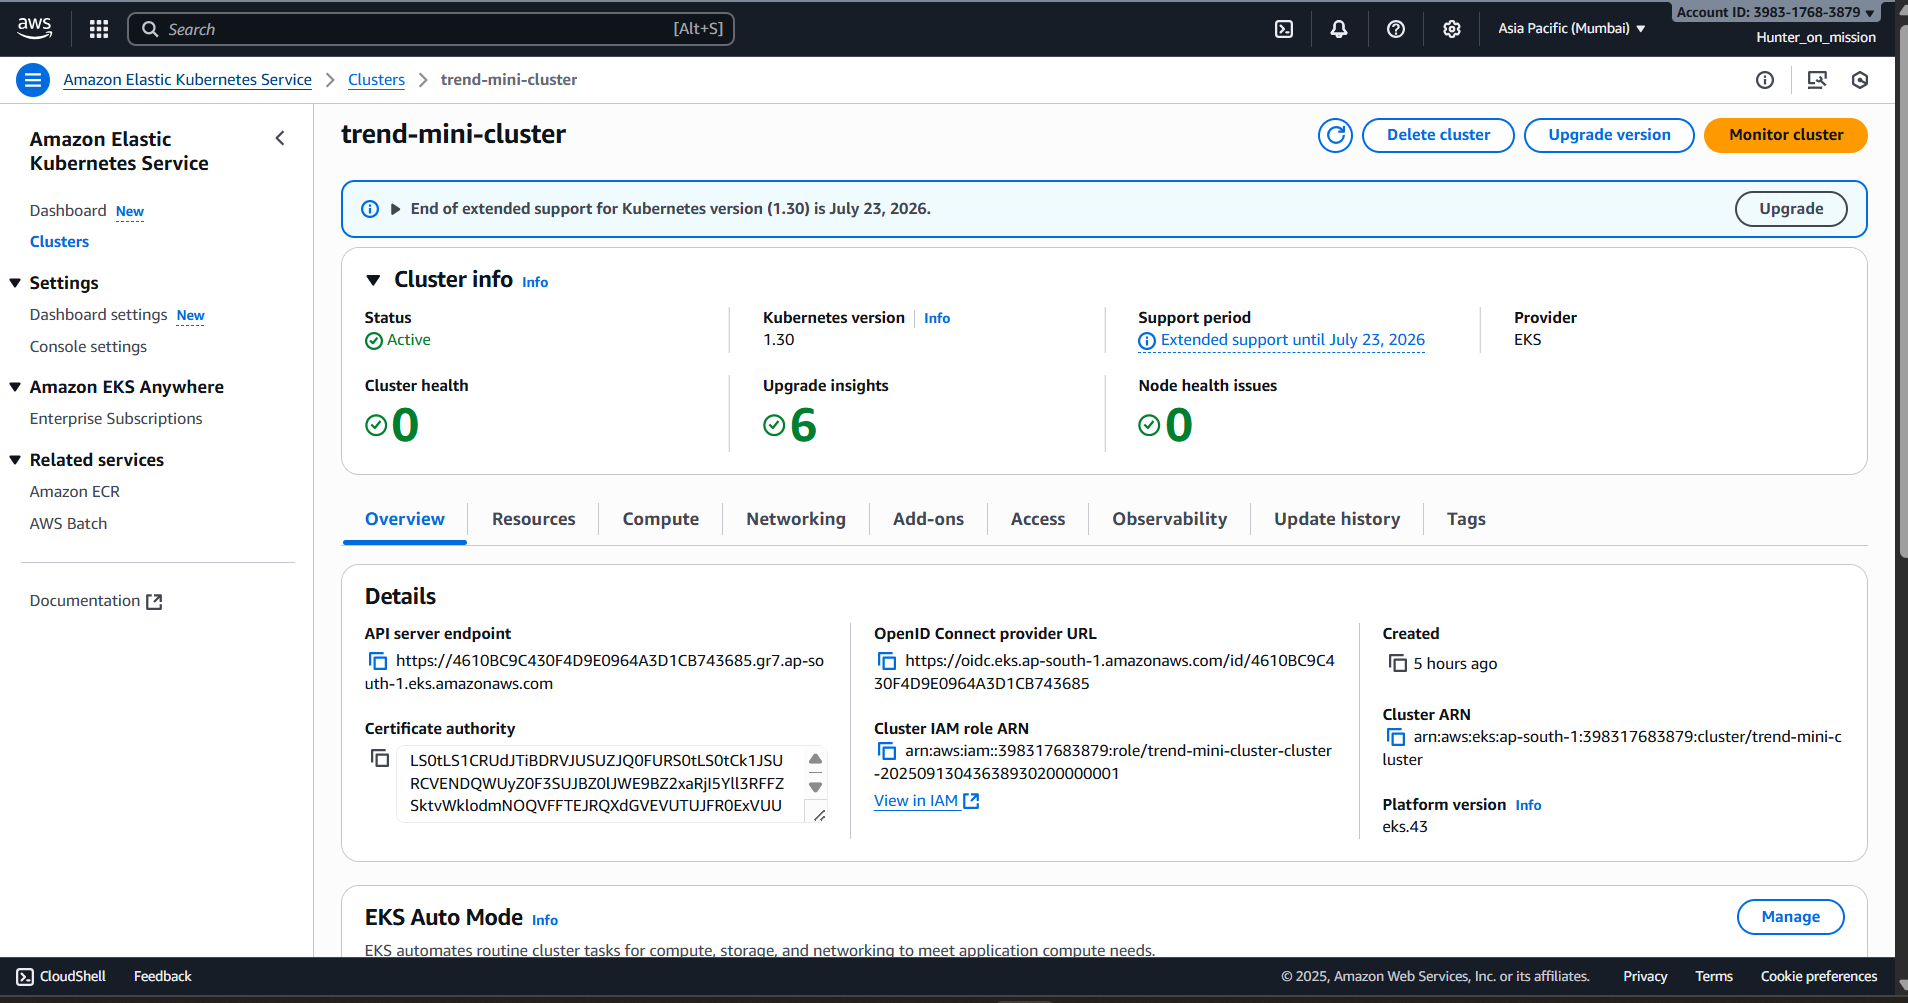 aws
Search [Alt+S]
Asia Pacific (Mumbai)
Account ID: 3983-1768-3879
Hunter_on_mission
Amazon Elastic Kubernetes Service
Clusters
trend-mini-cluster
Amazon Elastic
Kubernetes Service
Dashboard New
Clusters
Settings
Dashboard settings New
Console settings
Amazon EKS Anywhere
Enterprise Subscriptions
Related services
Amazon ECR
AWS Batch
Documentation
trend-mini-cluster
Delete cluster
Upgrade version
Monitor cluster
End of extended support for Kubernetes version (1.30) is July 23, 2026.
Upgrade
Cluster info Info
Status
Active
Kubernetes version Info
1.30
Support period
Extended support until July 23, 2026
Provider
EKS
Cluster health
0
Upgrade insights
6
Node health issues
0
Overview
Resources
Compute
Networking
Add-ons
Access
Observability
Update history
Tags
Details
API server endpoint
https://4610BC9C430F4D9E0964A3D1CB743685.gr7.ap-so
uth-1.eks.amazonaws.com
Certificate authority
LS0tLS1CRUdJTiBDRVJUSUZJQ0FURS0tLS0tCk1JSU
RCVENDQWUyZ0F3SUJBZ0lJWE9BZ2xaRjI5Yll3RFFZ
SktvWklodmNOQVFFTEJRQXdGVEVUTUJFR0ExVUU
OpenID Connect provider URL
https://oidc.eks.ap-south-1.amazonaws.com/id/4610BC9C4
30F4D9E0964A3D1CB743685
Cluster IAM role ARN
arn:aws:iam::398317683879:role/trend-mini-cluster-cluster
-20250913043638930200000001
View in IAM
Created
5 hours ago
Cluster ARN
arn:aws:eks:ap-south-1:398317683879:cluster/trend-mini-c
luster
Platform version Info
eks.43
EKS Auto Mode Info
Manage
EKS automates routine cluster tasks for compute, storage, and networking to meet application compute needs.
CloudShell
Feedback
© 2025, Amazon Web Services, Inc. or its affiliates.
Privacy
Terms
Cookie preferences